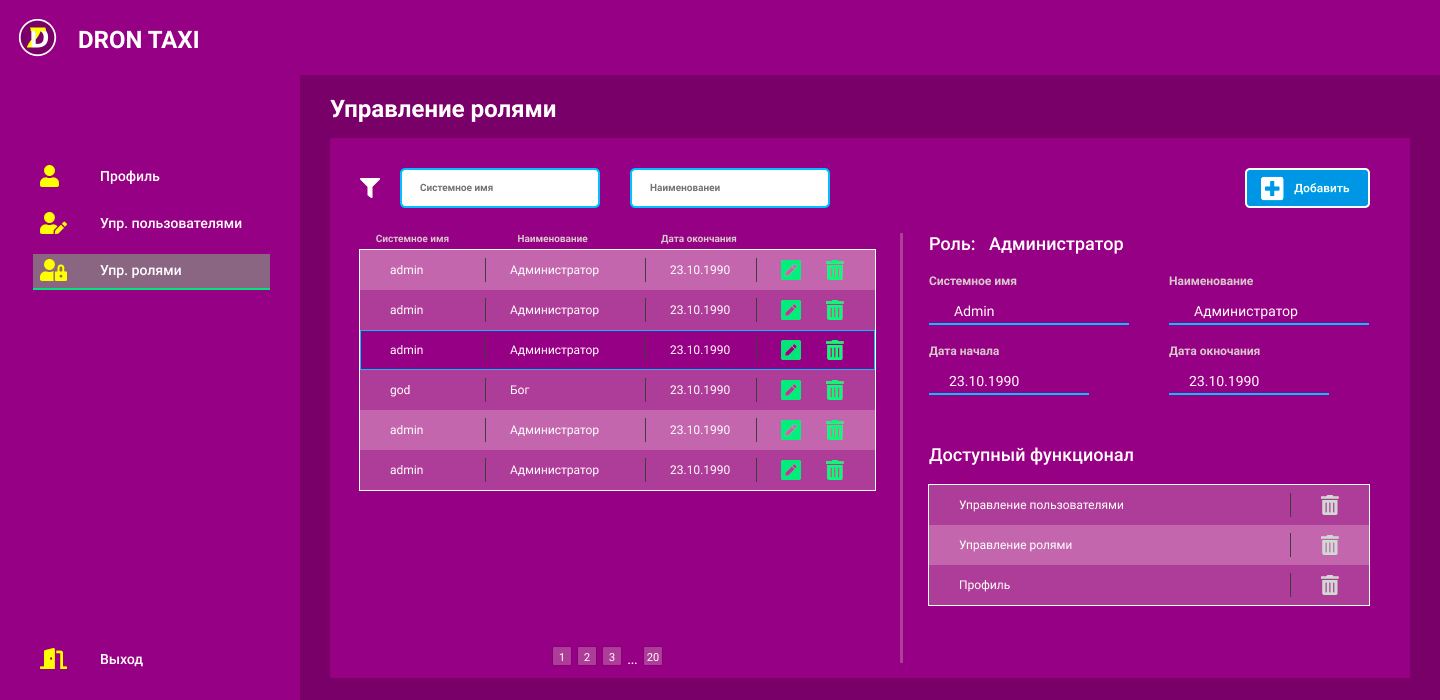 DRON TAXI
Профиль
Упр. пользователями
Упр. ролями
Выход
Управление ролями
Системное имя
Наименованеи
Добавить
Системное имя Наименование Дата окончания
admin Администратор 23.10.1990
admin Администратор 23.10.1990
admin Администратор 23.10.1990
god Бог 23.10.1990
admin Администратор 23.10.1990
admin Администратор 23.10.1990
1 2 3 ... 20
Роль: Администратор
Системное имя Наименование
Admin Администратор
Дата начала Дата окночания
23.10.1990 23.10.1990
Доступный функционал
Управление пользователями
Управление ролями
Профиль